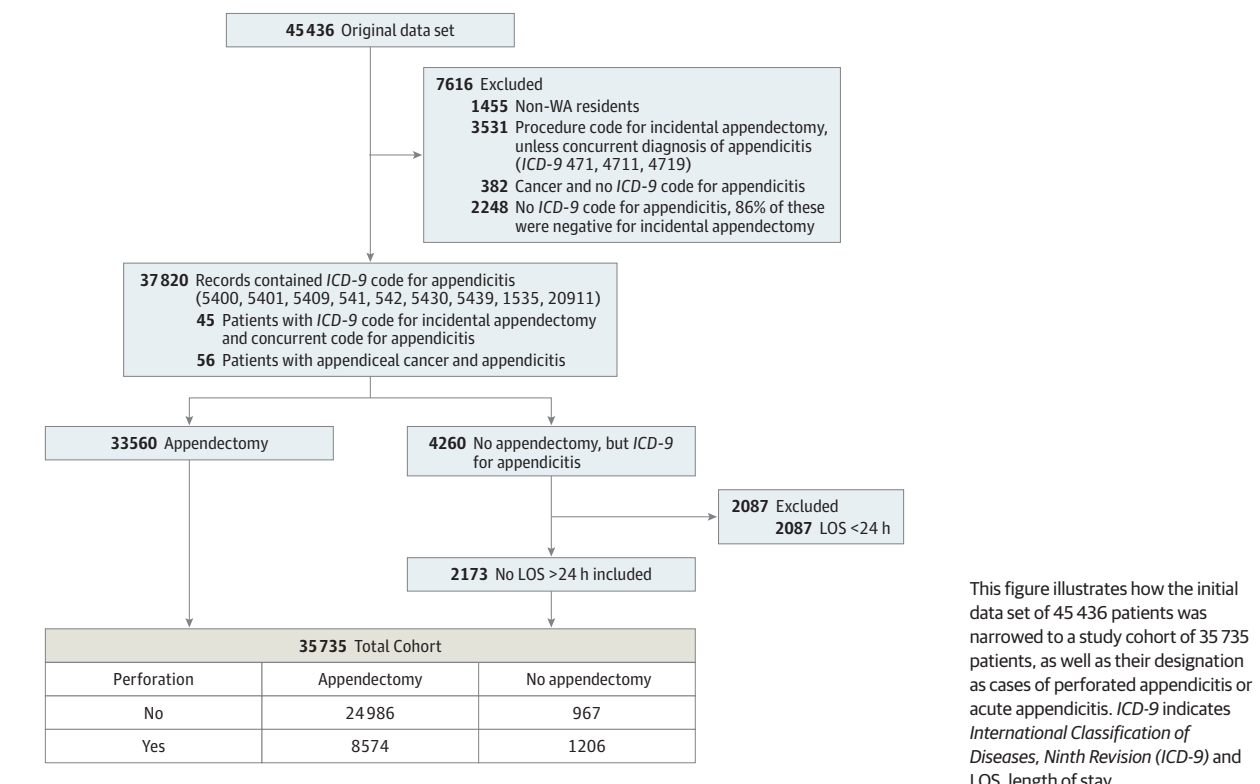 45 436 Original data set
7616 Excluded
1455 Non-WA residents
3531 Procedure code for incidental appendectomy,
unless concurrent diagnosis of appendicitis
(ICD-9 471, 4711, 4719)
382 Cancer and no ICD-9 code for appendicitis
2248 No ICD-9 code for appendicitis, 86% of these
were negative for incidental appendectomy
37 820 Records contained ICD-9 code for appendicitis
(5400, 5401, 5409, 541, 542, 5430, 5439, 1535, 20911)
45 Patients with ICD-9 code for incidental appendectomy
and concurrent code for appendicitis
56 Patients with appendiceal cancer and appendicitis
33560 Appendectomy
4260 No appendectomy, but ICD-9
for appendicitis
2087 Excluded
2087 LOS <24 h
2173 No LOS >24 h included
35 735 Total Cohort
Perforation Appendectomy No appendectomy
No 24 986 967
Yes 8574 1206
This figure illustrates how the initial
data set of 45 436 patients was
narrowed to a study cohort of 35 735
patients, as well as their designation
as cases of perforated appendicitis or
acute appendicitis. ICD-9 indicates
International Classification of
Diseases, Ninth Revision (ICD-9) and
LOS, length of stay